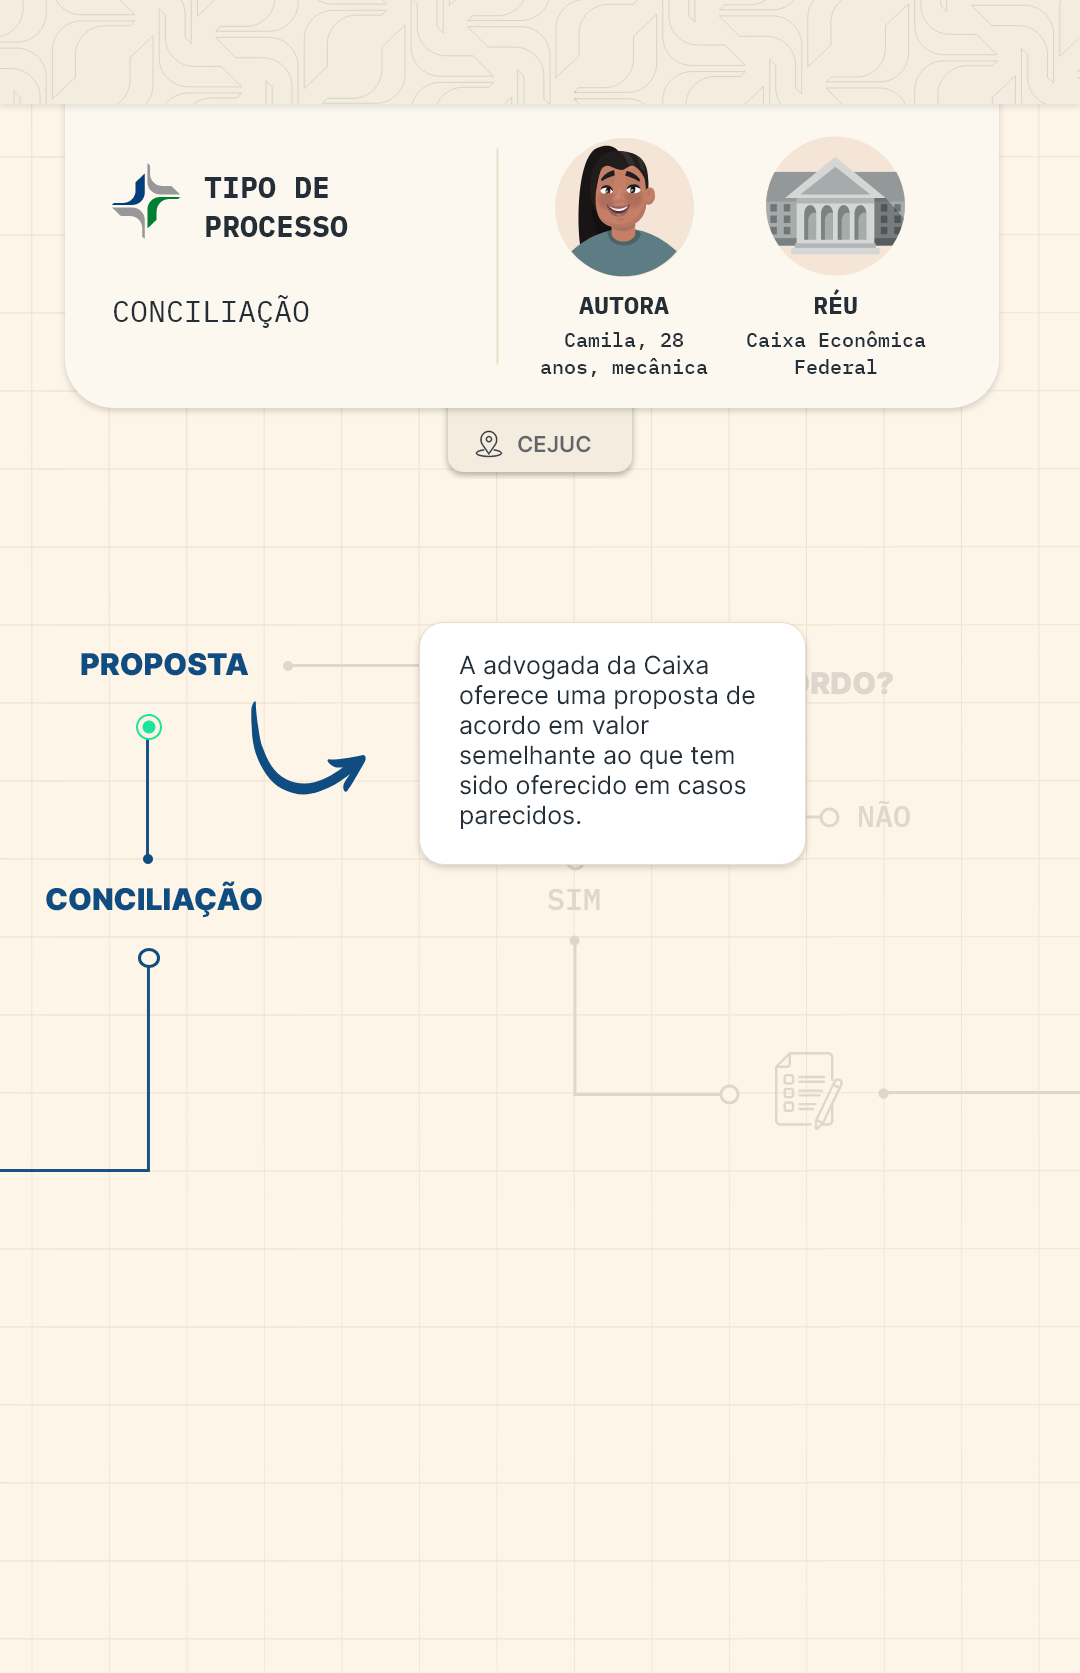 TIPO DE
PROCESSO
CONCILIAÇÃO
AUTORA
Camila, 28
anos, mecânica
RÉU
Caixa Econômica
Federal
CEJUC
PROPOSTA
A advogada da Caixa
oferece uma proposta de
acordo em valor
semelhante ao que tem
sido oferecido em casos
parecidos.
ORDO?
NÃO
CONCILIAÇÃO
SIM